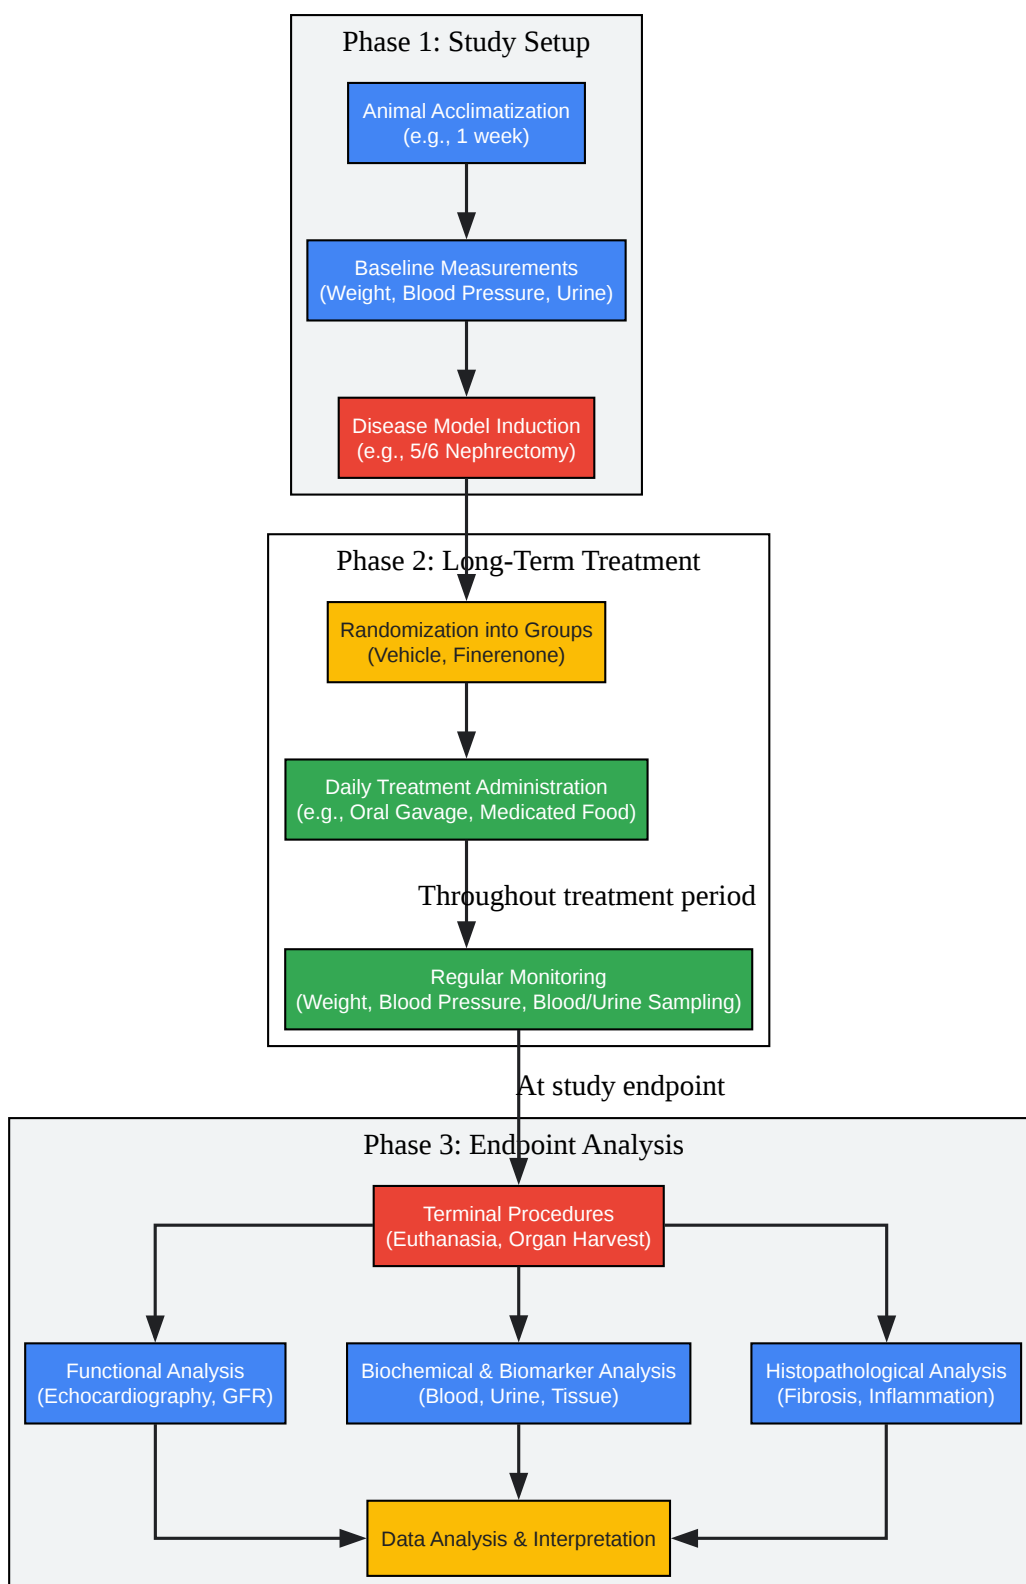 Phase 1: Study Setup
Animal Acclimatization
(e.g., 1 week)
Baseline Measurements
(Weight, Blood Pressure, Urine)
Disease Model Induction
(e.g., 5/6 Nephrectomy)
Phase 2: Long-Term Treatment
Randomization into Groups
(Vehicle, Finerenone)
Daily Treatment Administration
(e.g., Oral Gavage, Medicated Food)
Throughout treatment period
Regular Monitoring
(Weight, Blood Pressure, Blood/Urine Sampling)
At study endpoint
Phase 3: Endpoint Analysis
Terminal Procedures
(Euthanasia, Organ Harvest)
Functional Analysis
(Echocardiography, GFR)
Biochemical & Biomarker Analysis
(Blood, Urine, Tissue)
Histopathological Analysis
(Fibrosis, Inflammation)
Data Analysis & Interpretation